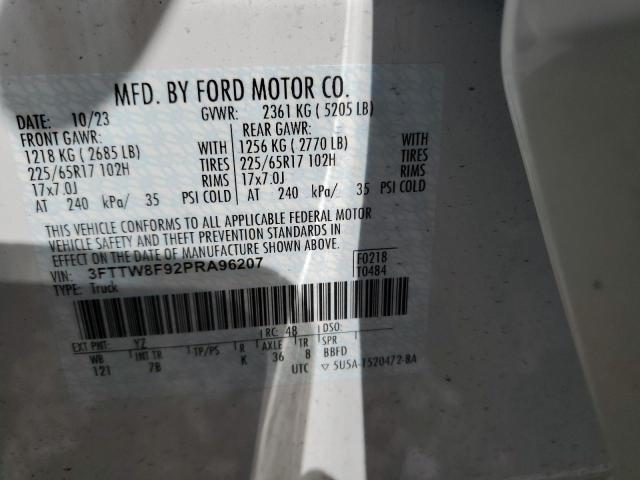 MFD. BY FORD MOTOR CO.
DATE: 10/23 GVWR: 2361 KG ( 5205 LB)
FRONT GAWR: REAR GAWR:
1218 KG ( 2685 LB) WITH 1256 KG ( 2770 LB) WITH
225/65R17 102H TIRES 225/65R17 102H TIRES
17x7.0J RIMS 17x7.0J RIMS
AT 240 kPa/ 35 PSI COLD AT 240 kPa/ 35 PSI COLD
THIS VEHICLE CONFORMS TO ALL APPLICABLE FEDERAL MOTOR
VEHICLE SAFETY AND THEFT PREVENTION STANDARDS IN
EFFECT ON THE DATE OF MANUFACTURE SHOWN ABOVE.
VIN: 3FTTW8F92PRA96207 F0218
TYPE: Truck T0484
EXT PNT: YZ RC: 48 DSO:
WB INT TR TP/PS R AXLE TR SPR
121 7B K 36 8 BBFD
UTC ▽ 5U5A-1520472-BA